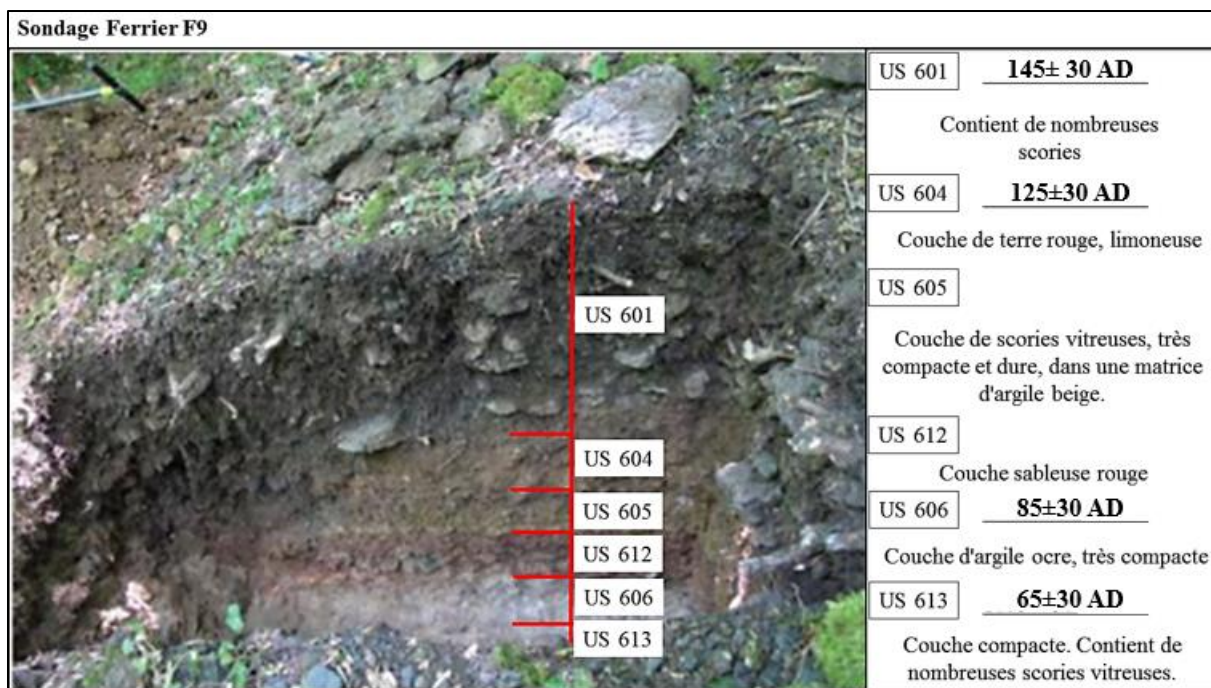 Sondage Ferrier F9
US 601
US 604
US 605
US 612
US 606
US 613
US 601 145± 30 AD
Contient de nombreuses
scories
US 604 125±30 AD
Couche de terre rouge, limoneuse
US 605
Couche de scories vitreuses, très
compacte et dure, dans une matrice
d'argile beige.
US 612
Couche sableuse rouge
US 606 85±30 AD
Couche d'argile ocre, très compacte
US 613 65±30 AD
Couche compacte. Contient de
nombreuses scories vitreuses.